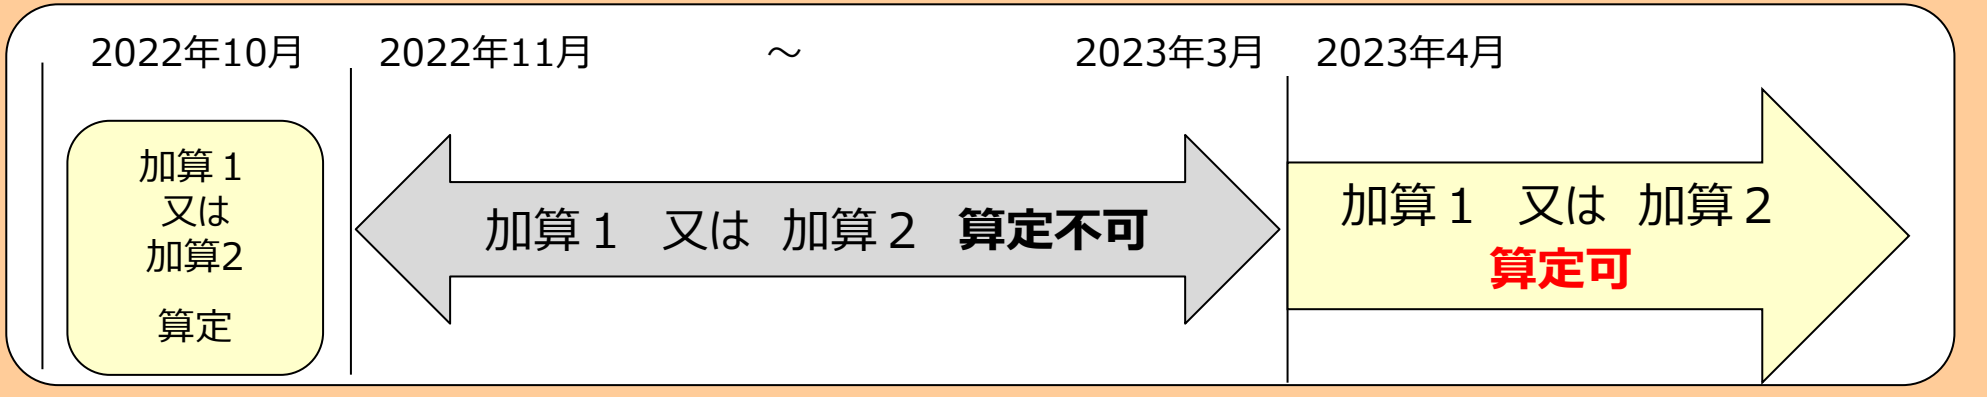 2022年10月
2022年11月 ～ 2023年3月
2023年4月
加算１
又は
加算2
算定
加算１ 又は 加算２ 算定不可
加算１ 又は 加算２
算定可